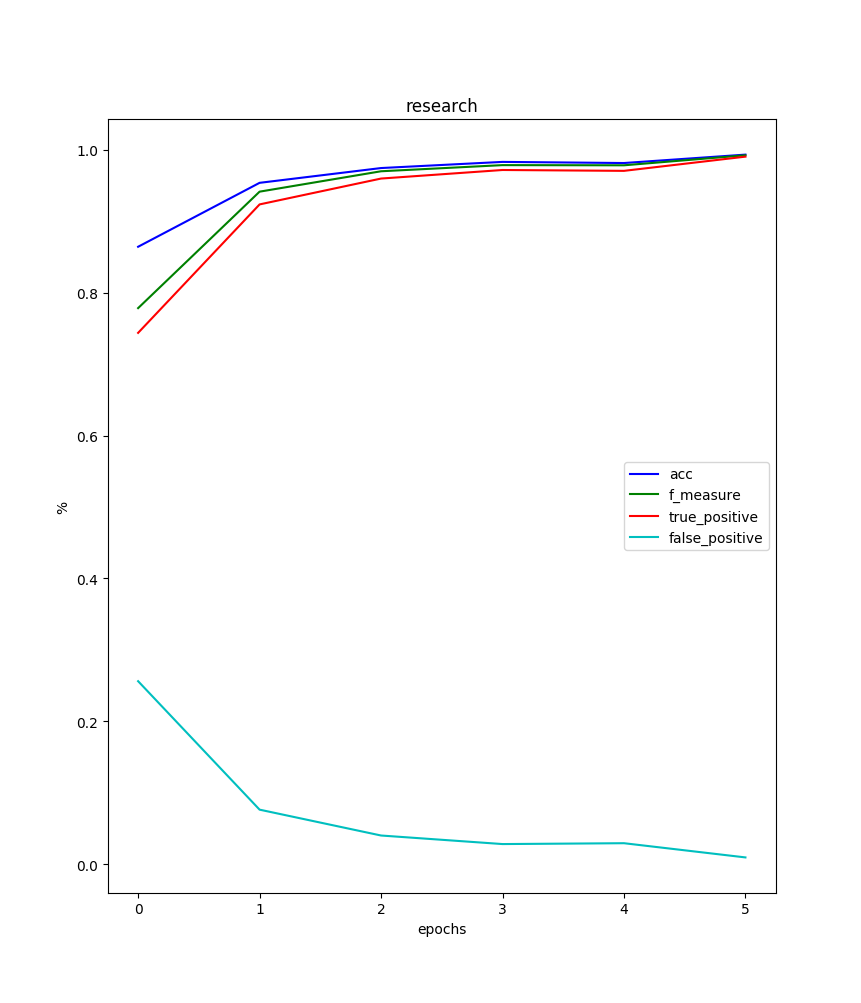 research
1.0
0.8
0.6
0.4
0.2
0.0
%
acc
f_measure
true_positive
false_positive
0 1 2 3 4 5
epochs